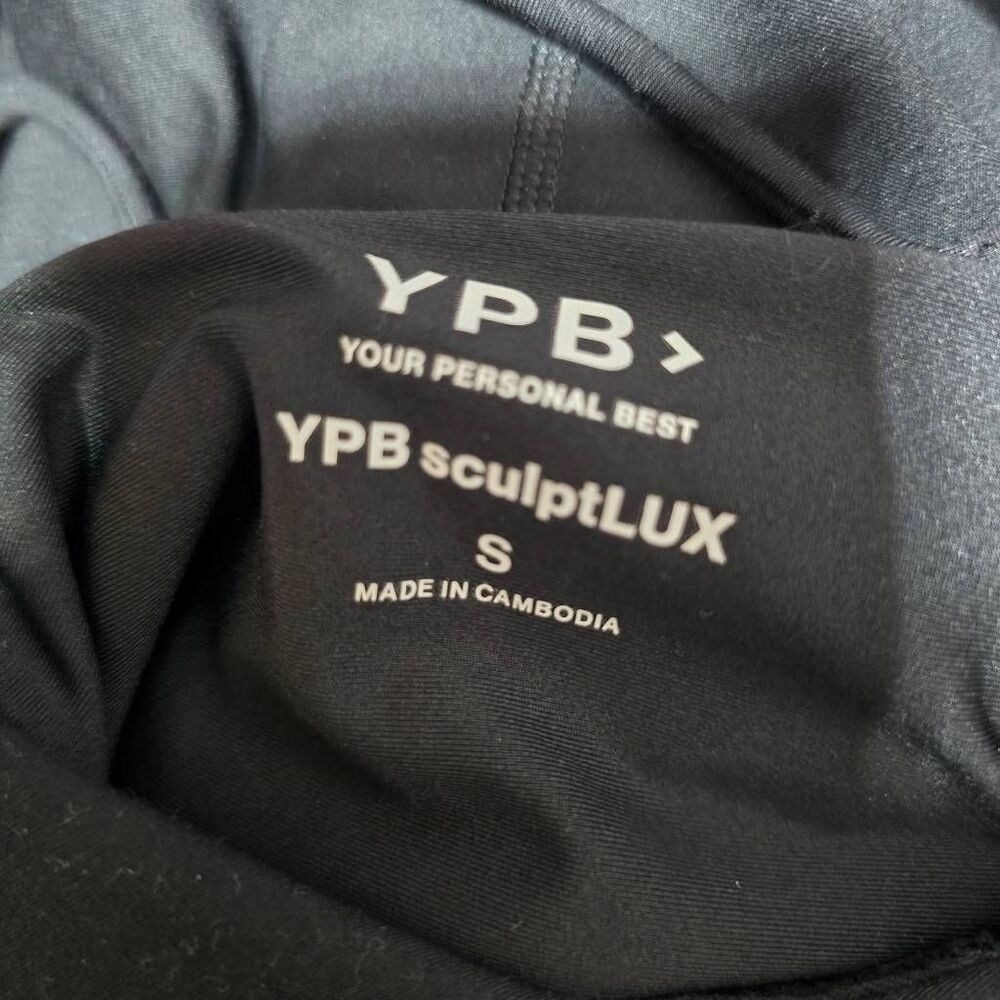 YPB>
YOUR PERSONAL BEST
YPB sculptLUX
S
MADE IN CAMBODIA